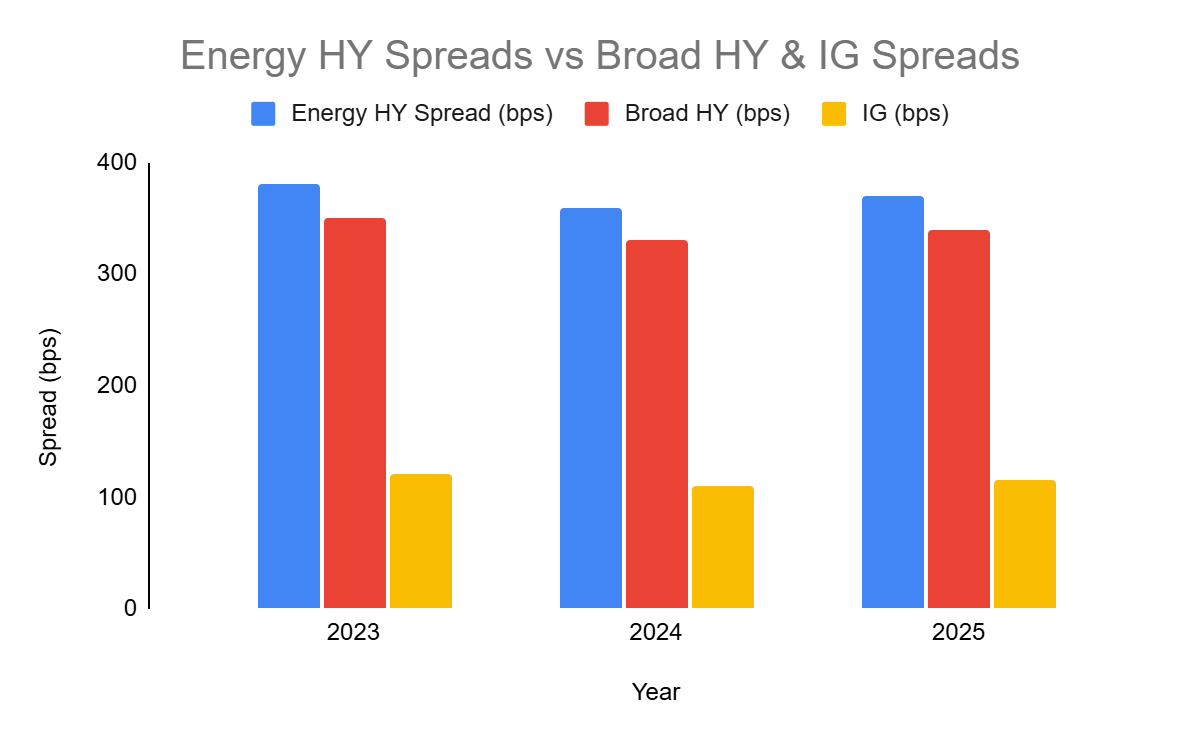 Energy HY Spreads vs Broad HY & IG Spreads
Energy HY Spread (bps) Broad HY (bps) IG (bps)
400
300
200
100
0
Spread (bps)
2023 2024 2025
Year